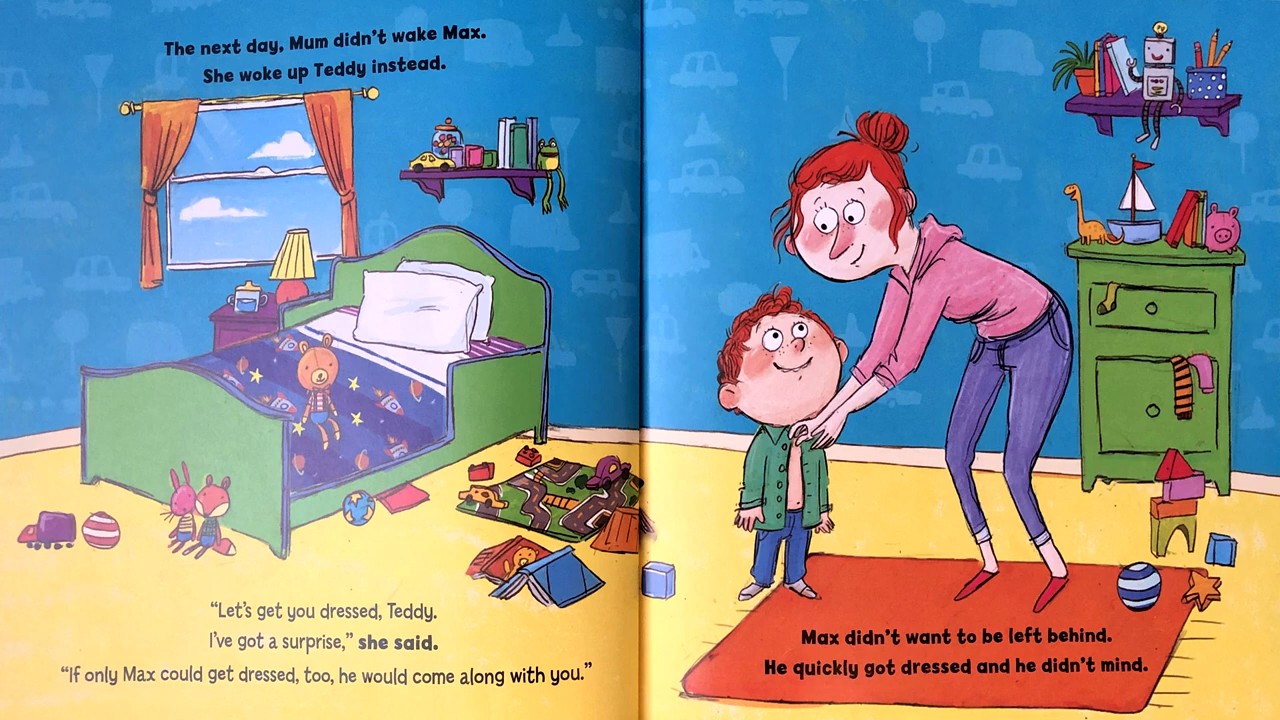 The next day, Mum didn't wake Max.
She woke up Teddy instead.
"Let's get you dressed, Teddy.
I've got a surprise," she said.
"If only Max could get dressed, too, he would come along with you."
Max didn't want to be left behind.
He quickly got dressed and he didn't mind.